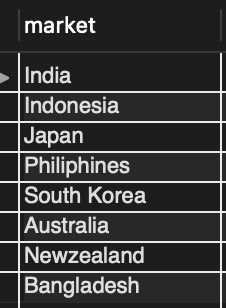 market
India
Indonesia
Japan
Philiphines
South Korea
Australia
Newzealand
Bangladesh